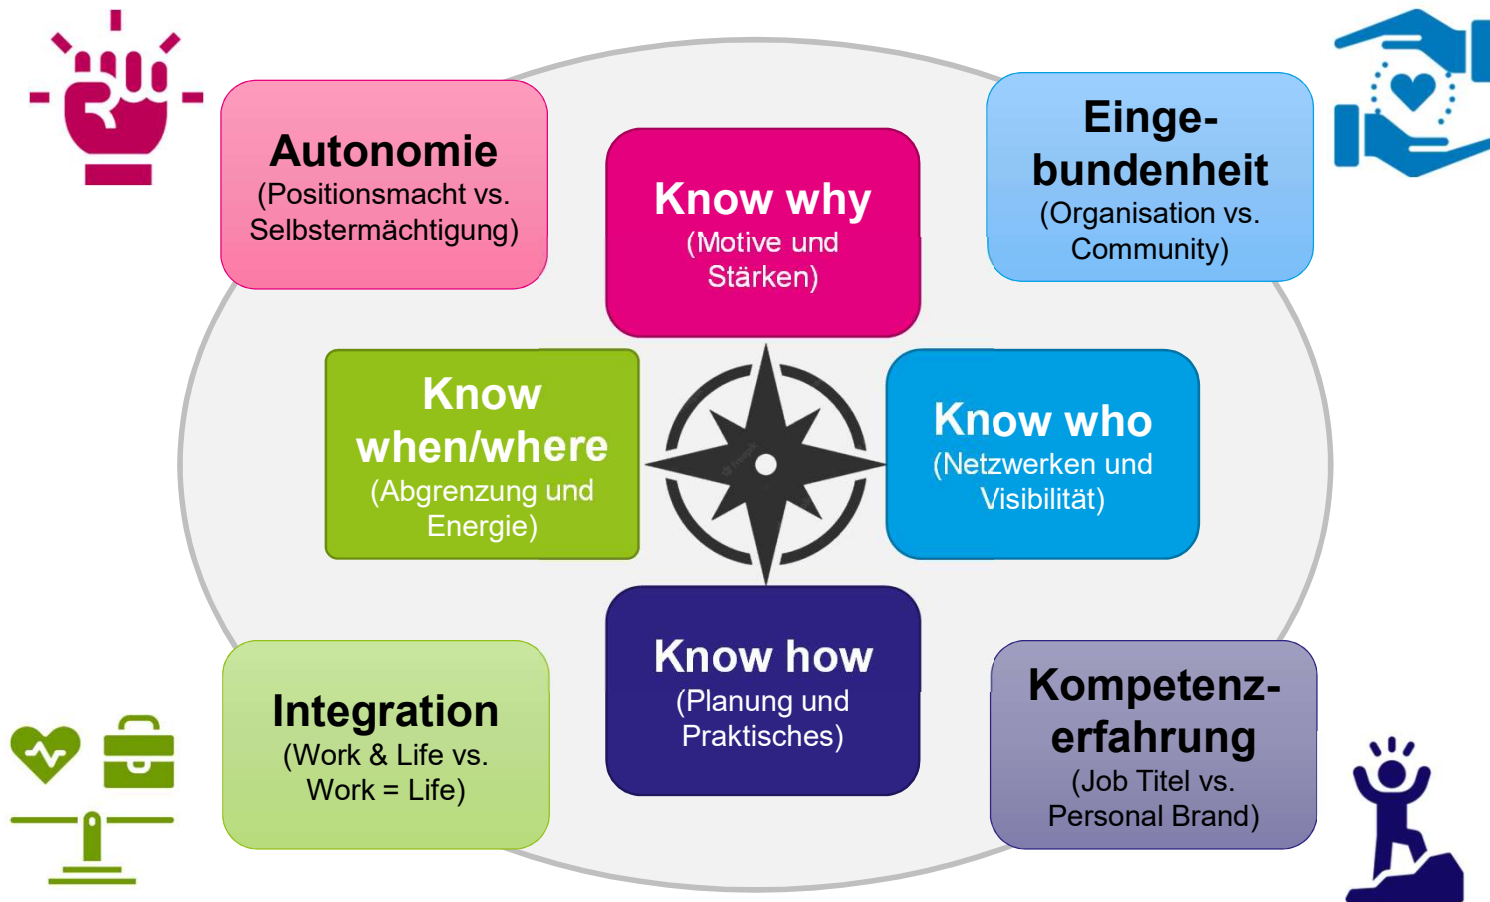 Autonomie
(Positionsmacht vs.
Selbstermächtigung)
Know why
(Motive und
Stärken)
Einge-
bundenheit
(Organisation vs.
Community)
Know
when/where
(Abgrenzung und
Energie)
Know who
(Netzwerken und
Visibilität)
Know how
(Planung und
Praktisches)
Integration
(Work & Life vs.
Work = Life)
Kompetenz-
erfahrung
(Job Titel vs.
Personal Brand)